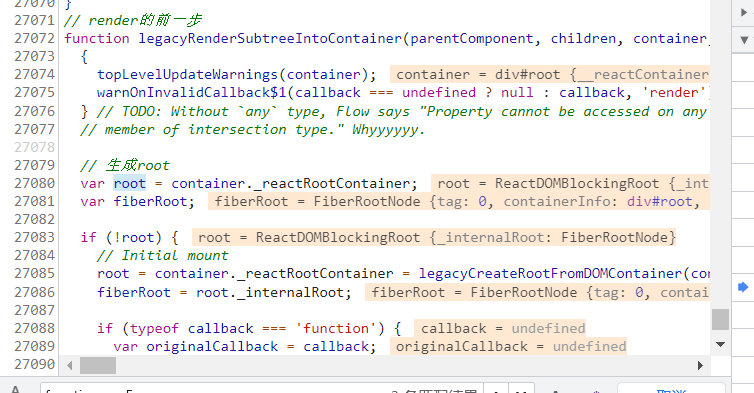 27070 }
27071 // render的前一步
27072 function legacyRenderSubtreeIntoContainer(parentComponent, children, container,
27073 {
27074 topLevelUpdateWarnings(container); container = div#root {__reactContainer
27075 warnOnInvalidCallback$1(callback === undefined ? null : callback, 'render'
27076 } // TODO: Without `any` type, Flow says "Property cannot be accessed on any
27077 // member of intersection type." Whyyyyyy.
27078
27079 // 生成root
27080 var root = container._reactRootContainer; root = ReactDOMBlockingRoot {_int
27081 var fiberRoot; fiberRoot = FiberRootNode {tag: 0, containerInfo: div#root,
27082
27083 if (!root) { root = ReactDOMBlockingRoot {_internalRoot: FiberRootNode}
27084 // Initial mount
27085 root = container._reactRootContainer = legacyCreateRootFromDOMContainer(con
27086 fiberRoot = root._internalRoot; fiberRoot = FiberRootNode {tag: 0, contai
27087
27088 if (typeof callback === 'function') { callback = undefined
27089 var originalCallback = callback; originalCallback = undefined
27090